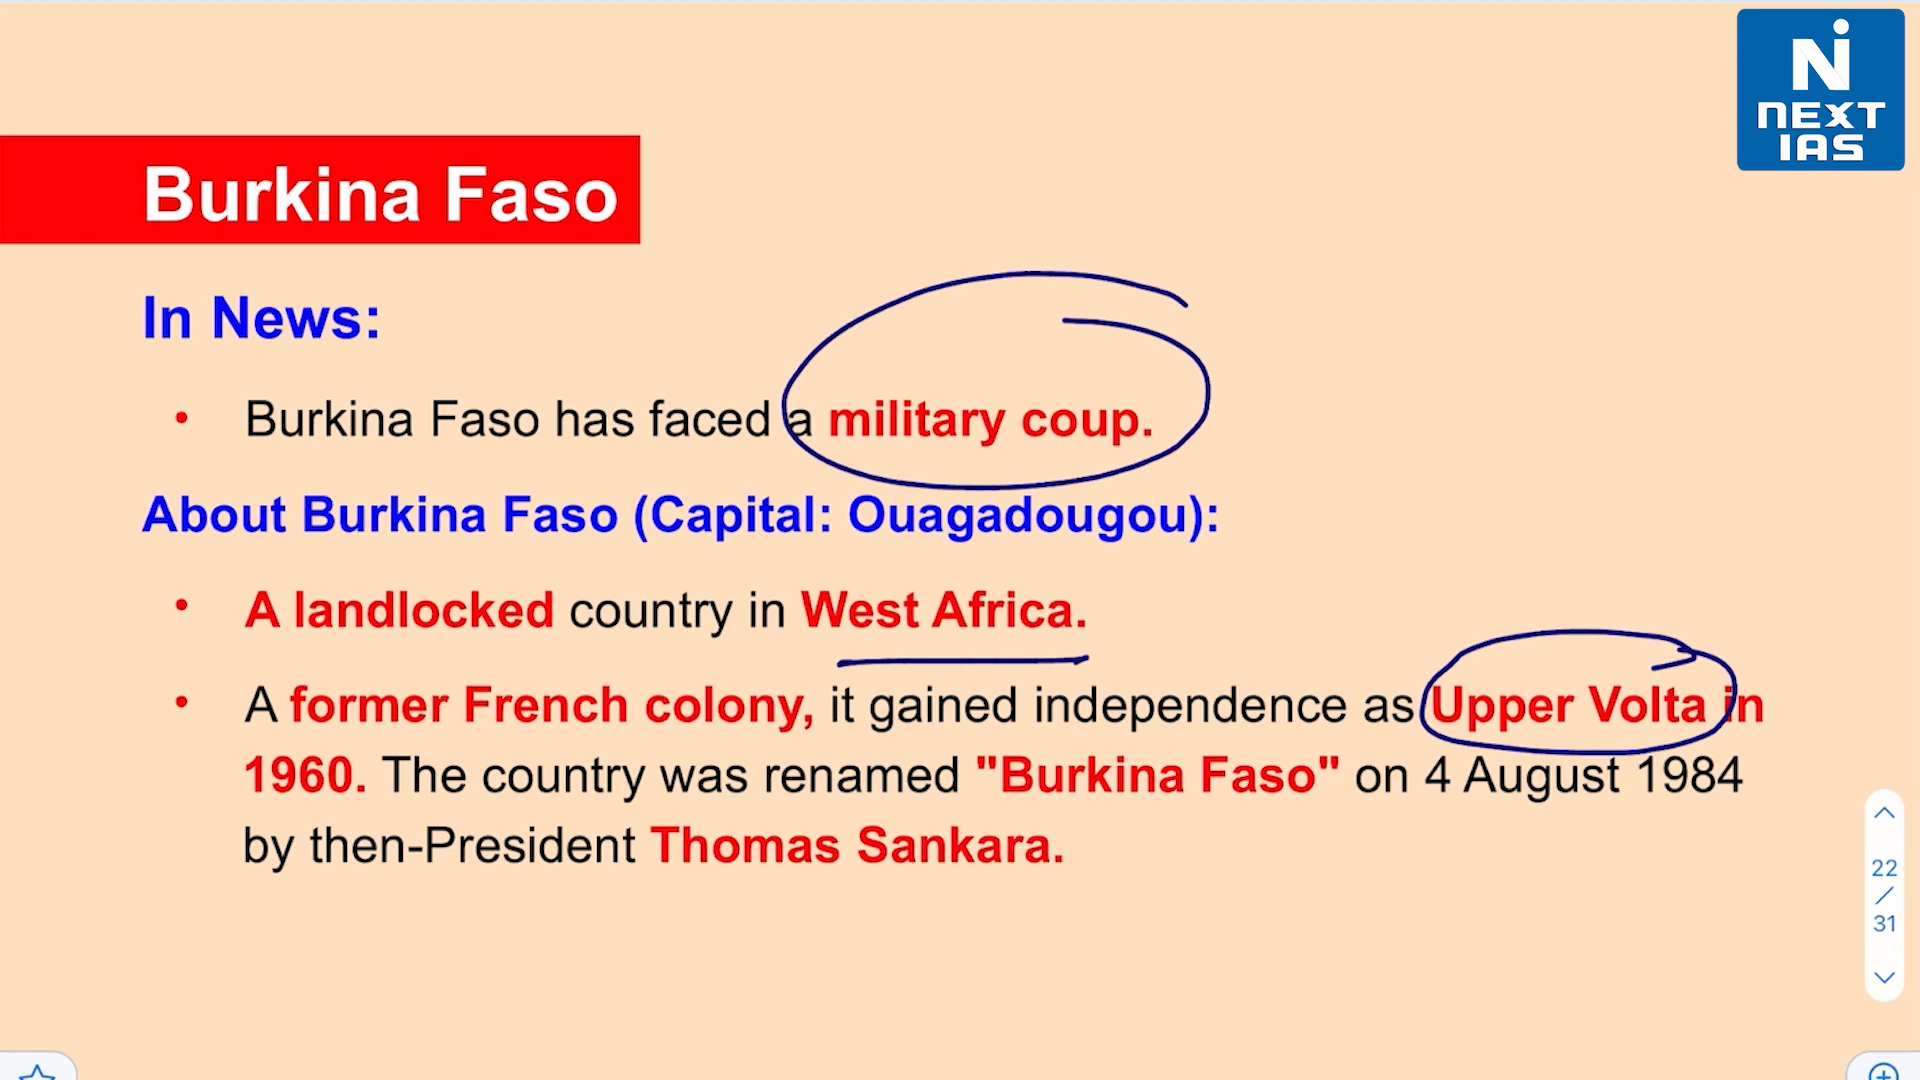 NEXT
IAS
Burkina Faso
In News:
• Burkina Faso has faced a military coup.
About Burkina Faso (Capital: Ouagadougou):
• A landlocked country in West Africa.
• A former French colony, it gained independence as Upper Volta in
1960. The country was renamed "Burkina Faso" on 4 August 1984
by then-President Thomas Sankara.
22
/
31